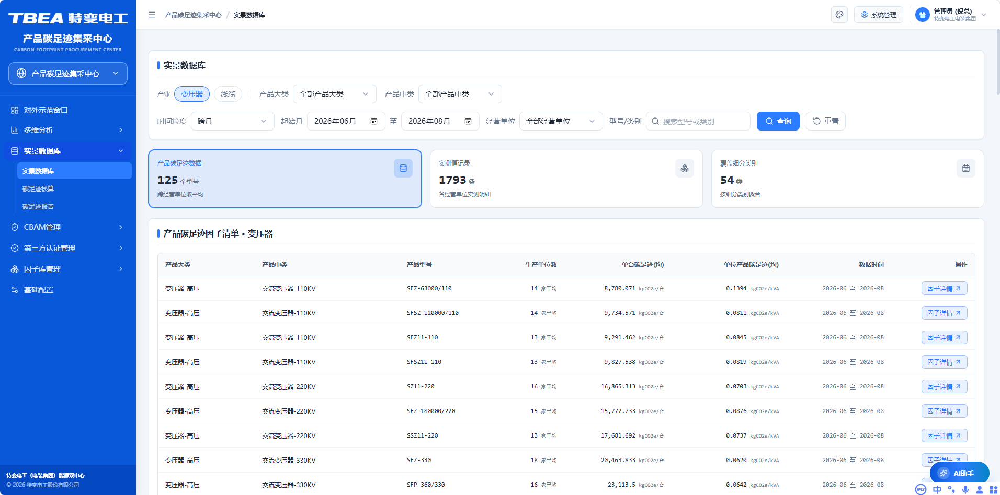 TBEA 特变电工
产品碳足迹集采中心
CARBON FOOTPRINT PROCUREMENT CENTER
产品碳足迹集采中心
对外示范窗口
多维分析
实景数据库
实景数据库
碳足迹核算
碳足迹报告
CBAM管理
第三方认证管理
因子库管理
基础配置
特变电工（电装集团）能源双中心
© 2026 特变电工股份有限公司
产品碳足迹集采中心 / 实景数据库
系统管理
管 管理员 (倪总)
特变电工电装集团
实景数据库
产业 变压器 线缆 产品大类 全部产品大类 产品中类 全部产品中类
时间粒度 跨月 起始月 2026年06月 至 2026年08月 经营单位 全部经营单位 型号/类别 搜索型号或类别 查询 重置
产品碳足迹数据
125 个型号
跨经营单位取平均
实测值记录
1793 条
各经营单位实测明细
覆盖细分类别
54 类
按细分类别聚合
产品碳足迹因子清单 • 变压器
产品大类 产品中类 产品型号 生产单位数 单台碳足迹(均) 单位产品碳足迹(均) 数据时间 操作
变压器-高压 交流变压器-110KV SFZ-63000/110 14 家平均 8,780.071 kgCO2e/台 0.1394 kgCO2e/kVA 2026-06 至 2026-08 因子详情
变压器-高压 交流变压器-110KV SFSZ-120000/110 14 家平均 9,734.571 kgCO2e/台 0.0811 kgCO2e/kVA 2026-06 至 2026-08 因子详情
变压器-高压 交流变压器-110KV SFZ11-110 13 家平均 9,291.462 kgCO2e/台 0.0845 kgCO2e/kVA 2026-06 至 2026-08 因子详情
变压器-高压 交流变压器-110KV SFSZ11-110 13 家平均 9,827.538 kgCO2e/台 0.0819 kgCO2e/kVA 2026-06 至 2026-08 因子详情
变压器-高压 交流变压器-220KV SZ11-220 16 家平均 16,865.313 kgCO2e/台 0.0703 kgCO2e/kVA 2026-06 至 2026-08 因子详情
变压器-高压 交流变压器-220KV SFZ-180000/220 15 家平均 15,772.733 kgCO2e/台 0.0876 kgCO2e/kVA 2026-06 至 2026-08 因子详情
变压器-高压 交流变压器-220KV SSZ11-220 13 家平均 17,681.692 kgCO2e/台 0.0737 kgCO2e/kVA 2026-06 至 2026-08 因子详情
变压器-高压 交流变压器-330KV SFZ-330 18 家平均 20,463.833 kgCO2e/台 0.0620 kgCO2e/kVA 2026-06 至 2026-08 因子详情
变压器-高压 交流变压器-330KV SFP-360/330 16 家平均 23,113.5 kgCO2e/台 0.0642 kgCO2e/kVA 2026-06 至 2026-08
AI助手
iFLY 中